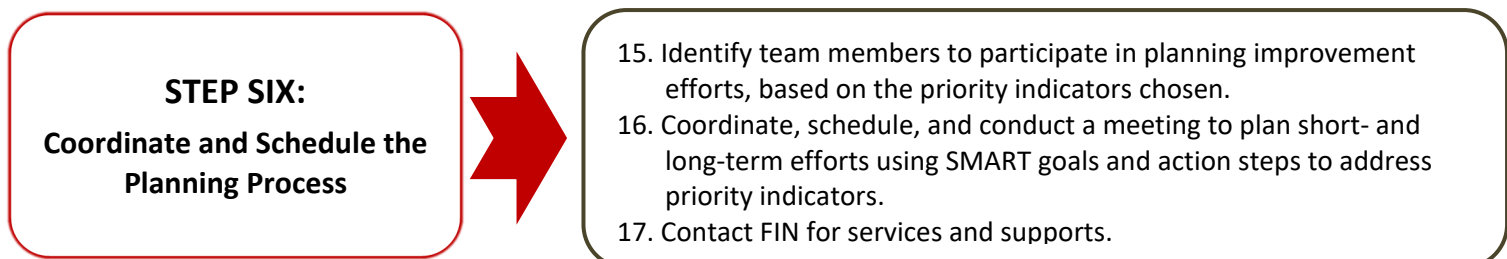 STEP SIX:
Coordinate and Schedule the
Planning Process
15. Identify team members to participate in planning improvement
efforts, based on the priority indicators chosen.
16. Coordinate, schedule, and conduct a meeting to plan short- and
long-term efforts using SMART goals and action steps to address
priority indicators.
17. Contact FIN for services and supports.